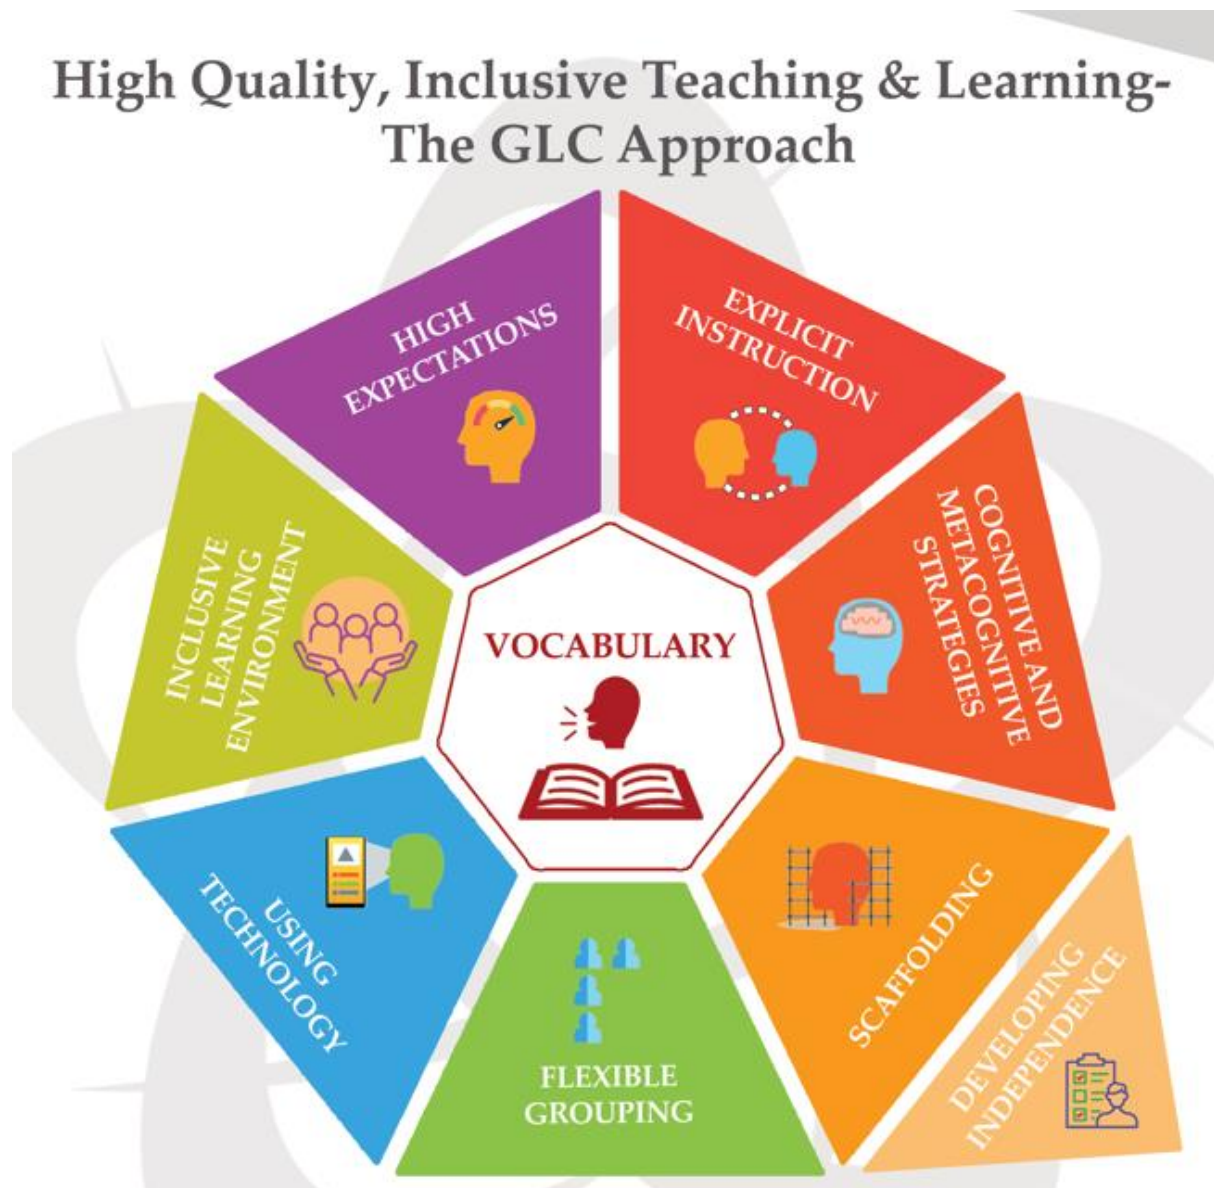 High Quality, Inclusive Teaching & Learning-
The GLC Approach
HIGH
EXPECTATIONS
EXPLICIT
INSTRUCTION
COGNITIVE AND
METACOGNITIVE
STRATEGIES
SCAFFOLDING
DEVELOPING
INDEPENDENCE
FLEXIBLE
GROUPING
USING
TECHNOLOGY
INCLUSIVE
LEARNING
ENVIRONMENT
VOCABULARY